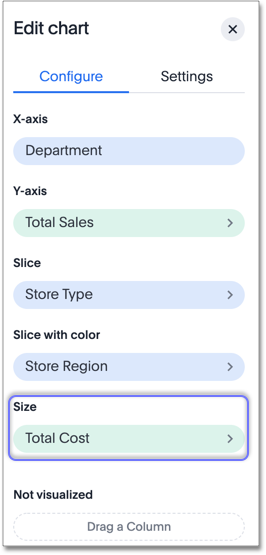 Edit chart
Configure Settings
X-axis
Department
Y-axis
Total Sales
Slice
Store Type
Slice with color
Store Region
Size
Total Cost
Not visualized
Drag a Column